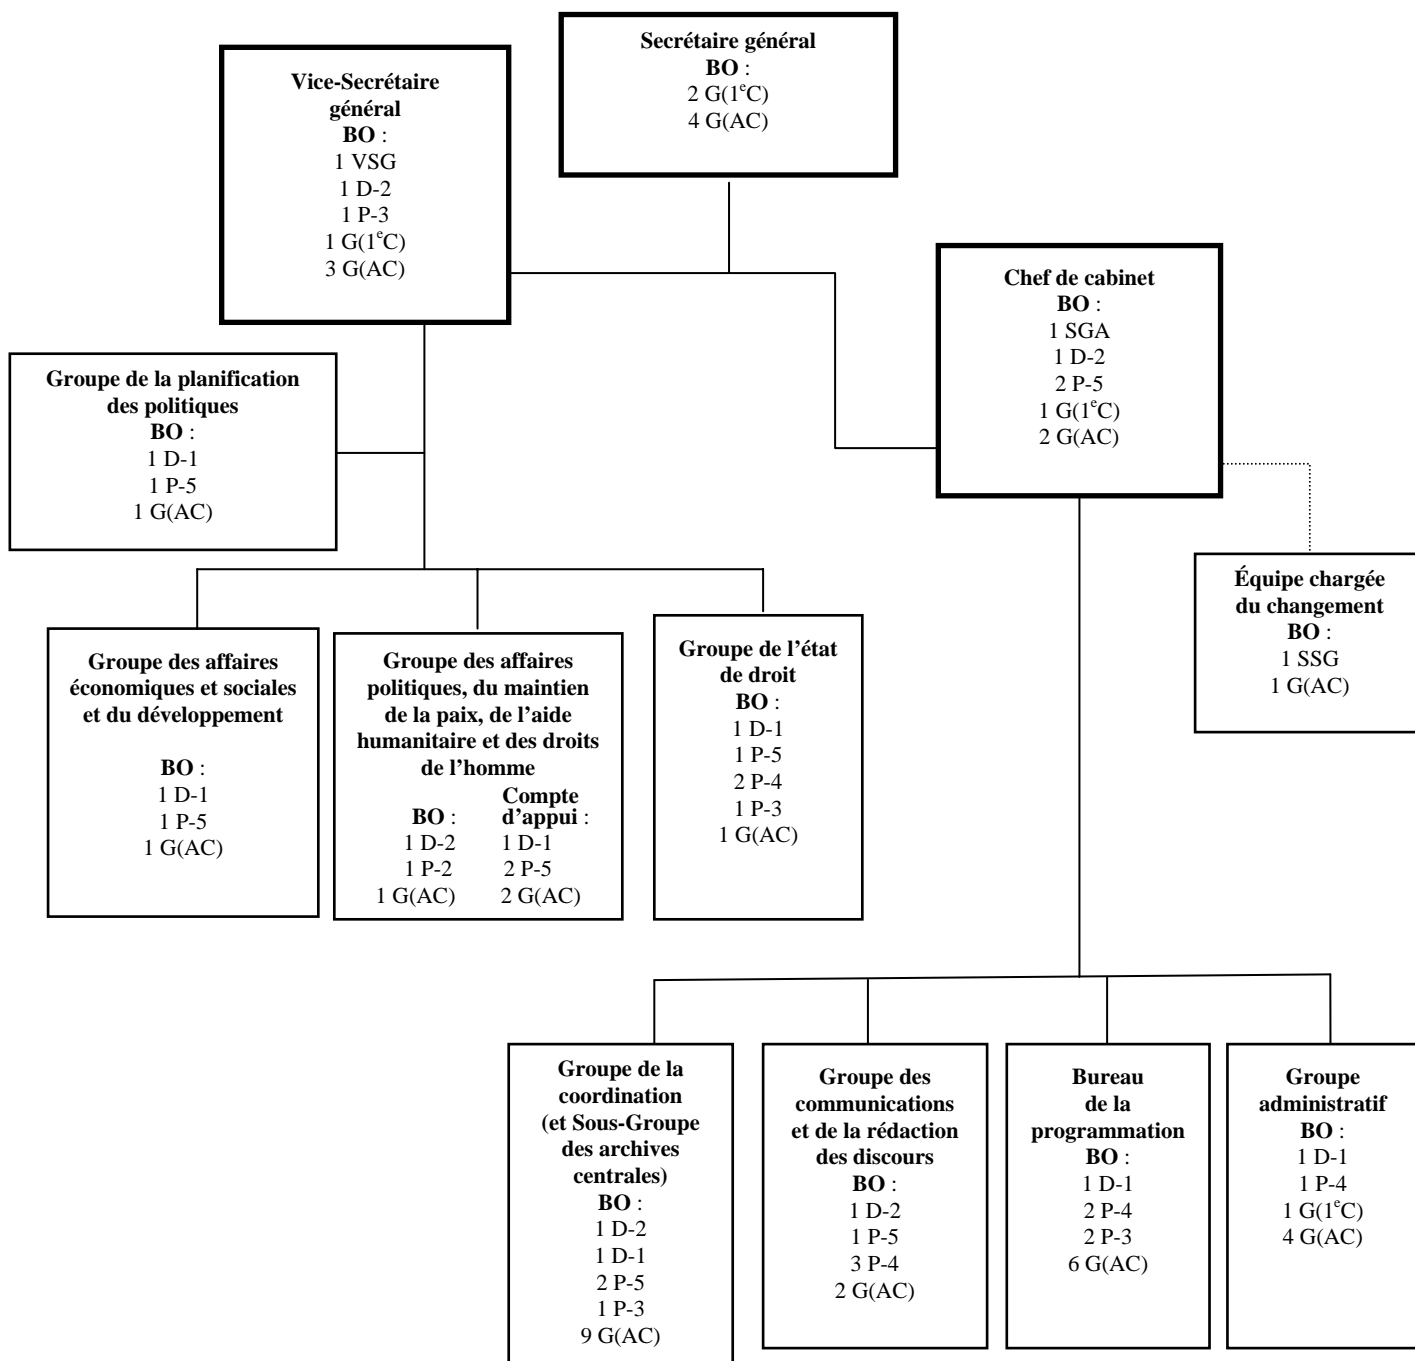 Secrétaire général
BO :
2 G(1eC)
4 G(AC)
Vice-Secrétaire
général
BO :
1 VSG
1 D-2
1 P-3
1 G(1eC)
3 G(AC)
Chef de cabinet
BO :
1 SGA
1 D-2
2 P-5
1 G(1eC)
2 G(AC)
Groupe de la planification
des politiques
BO :
1 D-1
1 P-5
1 G(AC)
Équipe chargée
du changement
BO :
1 SSG
1 G(AC)
Groupe des affaires
économiques et sociales
et du développement
BO :
1 D-1
1 P-5
1 G(AC)
Groupe des affaires
politiques, du maintien
de la paix, de l’aide
humanitaire et des droits
de l’homme
BO :
1 D-2
1 P-2
1 G(AC)
Compte
d’appui :
1 D-1
2 P-5
2 G(AC)
Groupe de l’état
de droit
BO :
1 D-1
1 P-5
2 P-4
1 P-3
1 G(AC)
Groupe de la
coordination
(et Sous-Groupe
des archives
centrales)
BO :
1 D-2
1 D-1
2 P-5
1 P-3
9 G(AC)
Groupe des
communications
et de la rédaction
des discours
BO :
1 D-2
1 P-5
3 P-4
2 G(AC)
Bureau
de la
programmation
BO :
1 D-1
2 P-4
2 P-3
6 G(AC)
Groupe
administratif
BO :
1 D-1
1 P-4
1 G(1eC)
4 G(AC)